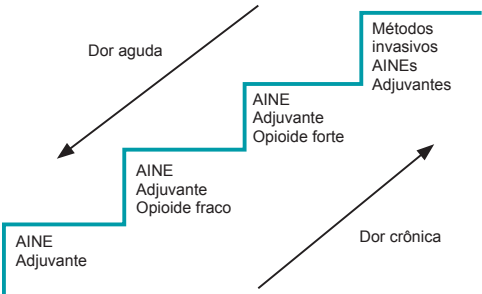 Dor aguda
Métodos
invasivos
AINEs
Adjuvantes
AINE
Adjuvante
Opioide forte
AINE
Adjuvante
Opioide fraco
AINE
Adjuvante
Dor crônica